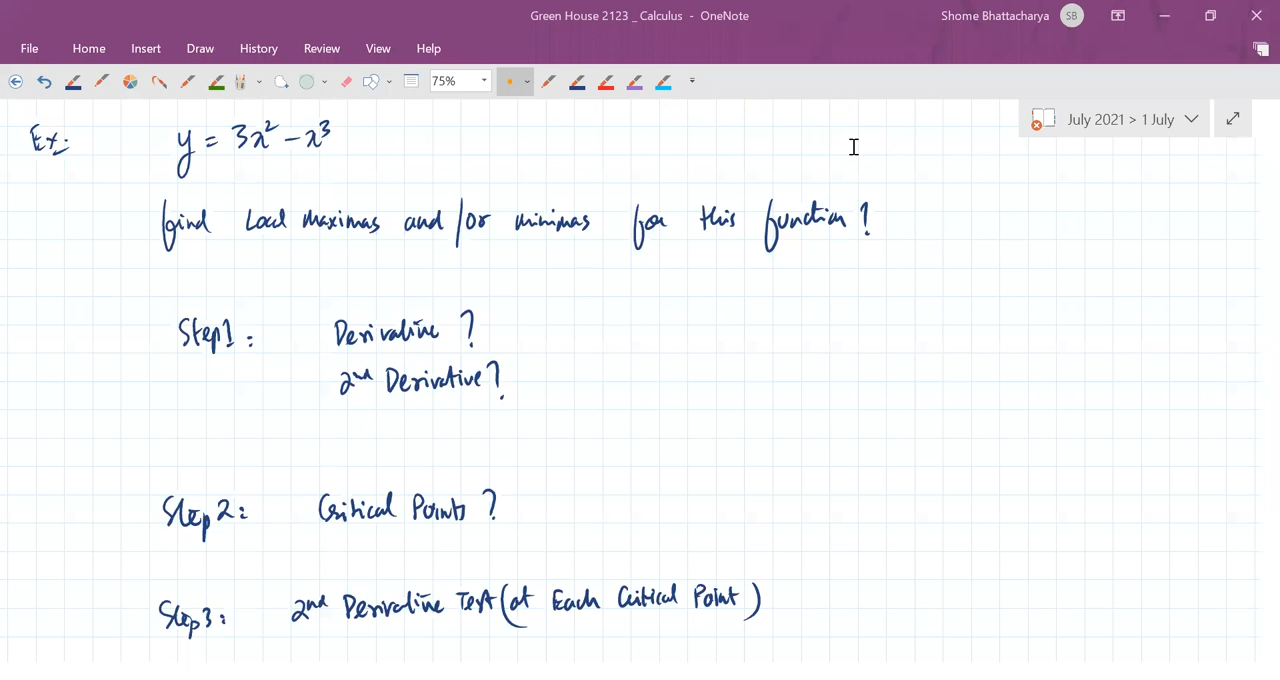 Green House 2123 _ Calculus - OneNote
Shome Bhattacharya SB
File Home Insert Draw History Review View Help
75%
July 2021 > 1 July
Ex: y = 3x² - x³
find Local maximas and/or minimas for this function?
Step1: Derivative?
2nd Derivative?
Step2: Critical Points?
Step3: 2nd Derivative Test (at Each Critical Point)